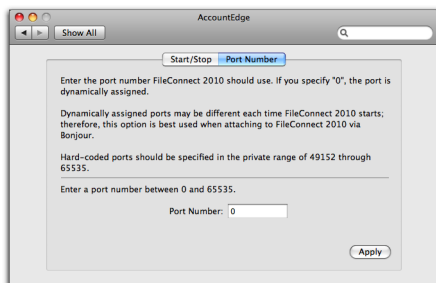 AccountEdge
Show All
Start/Stop Port Number
Enter the port number FileConnect 2010 should use. If you specify "0", the port is
dynamically assigned.
Dynamically assigned ports may be different each time FileConnect 2010 starts;
therefore, this option is best used when attaching to FileConnect 2010 via
Bonjour.
Hard-coded ports should be specified in the private range of 49152 through
65535.
Enter a port number between 0 and 65535.
Port Number: 0
Apply